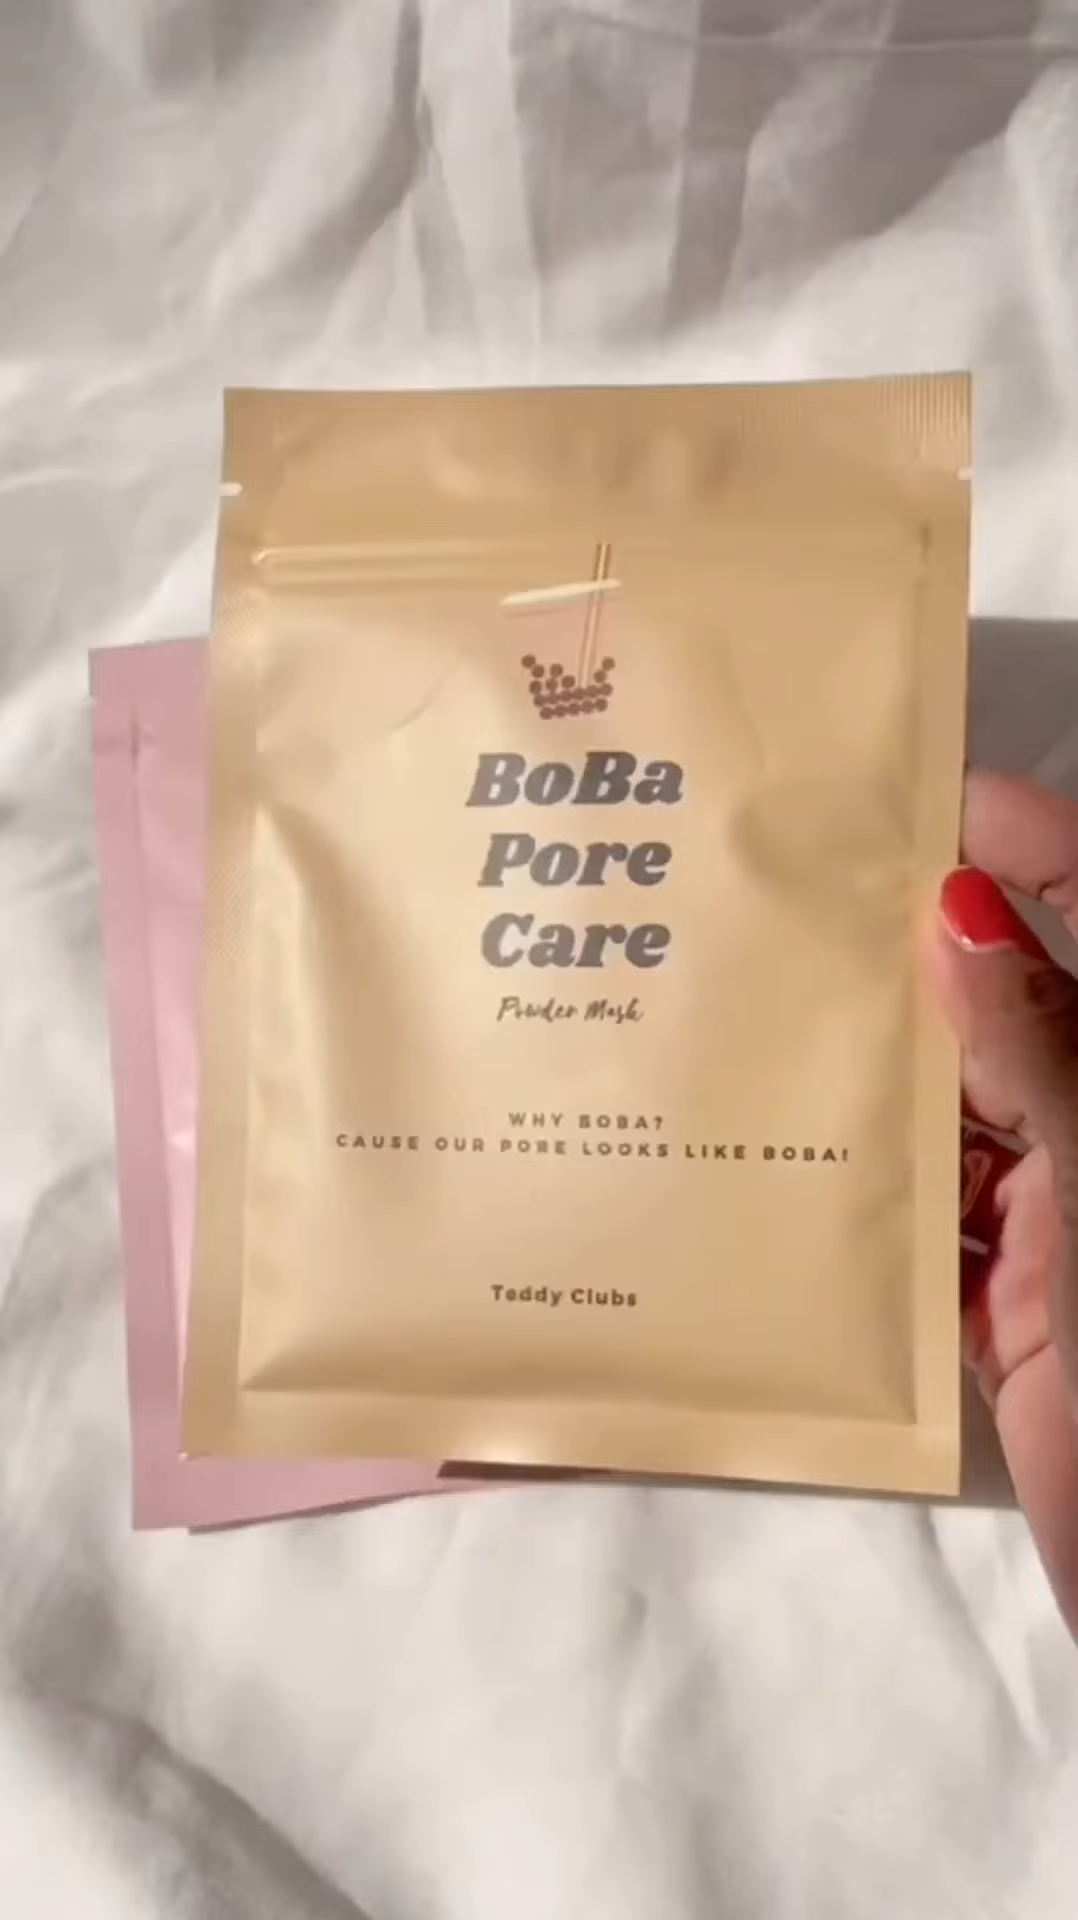 BoBa
Pore
Care
Powder Mask
WHY BOBA?
CAUSE OUR PORE LOOKS LIKE BOBA!
Teddy Clubs